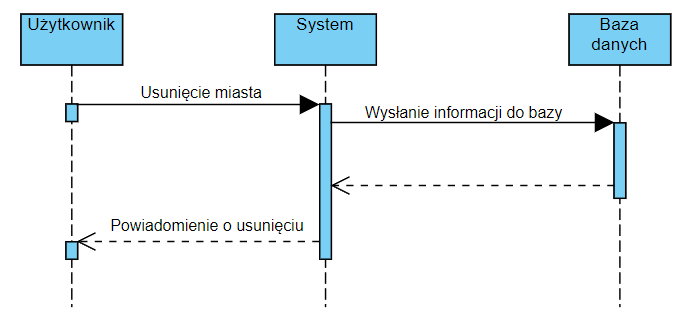 Użytkownik
System
Baza
danych
Usunięcie miasta
Wysłanie informacji do bazy
Powiadomienie o usunięciu